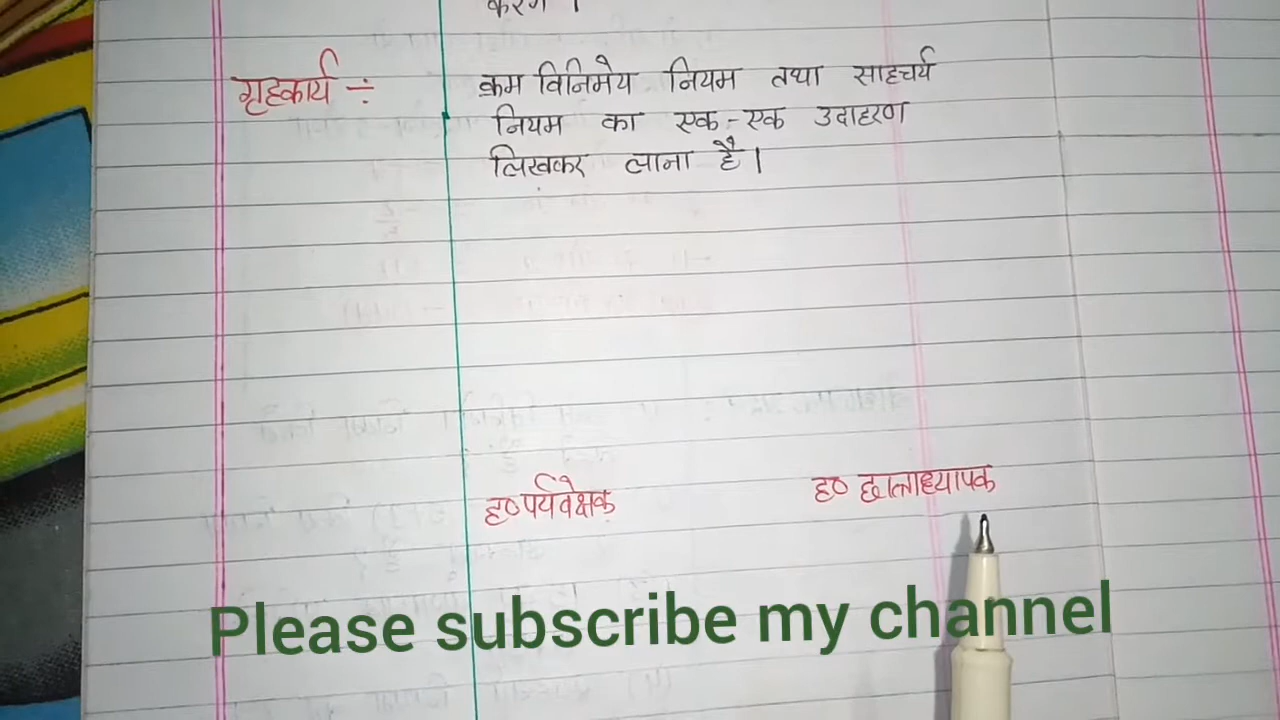 करेंगे ।
गृहकार्य ÷ क्रम विनिमेय नियम तथा साहचर्य
नियम का एक-एक उदाहरण
लिखकर लाना है।
ह० पर्यवेक्षक ह० छात्राध्यापक
Please subscribe my channel